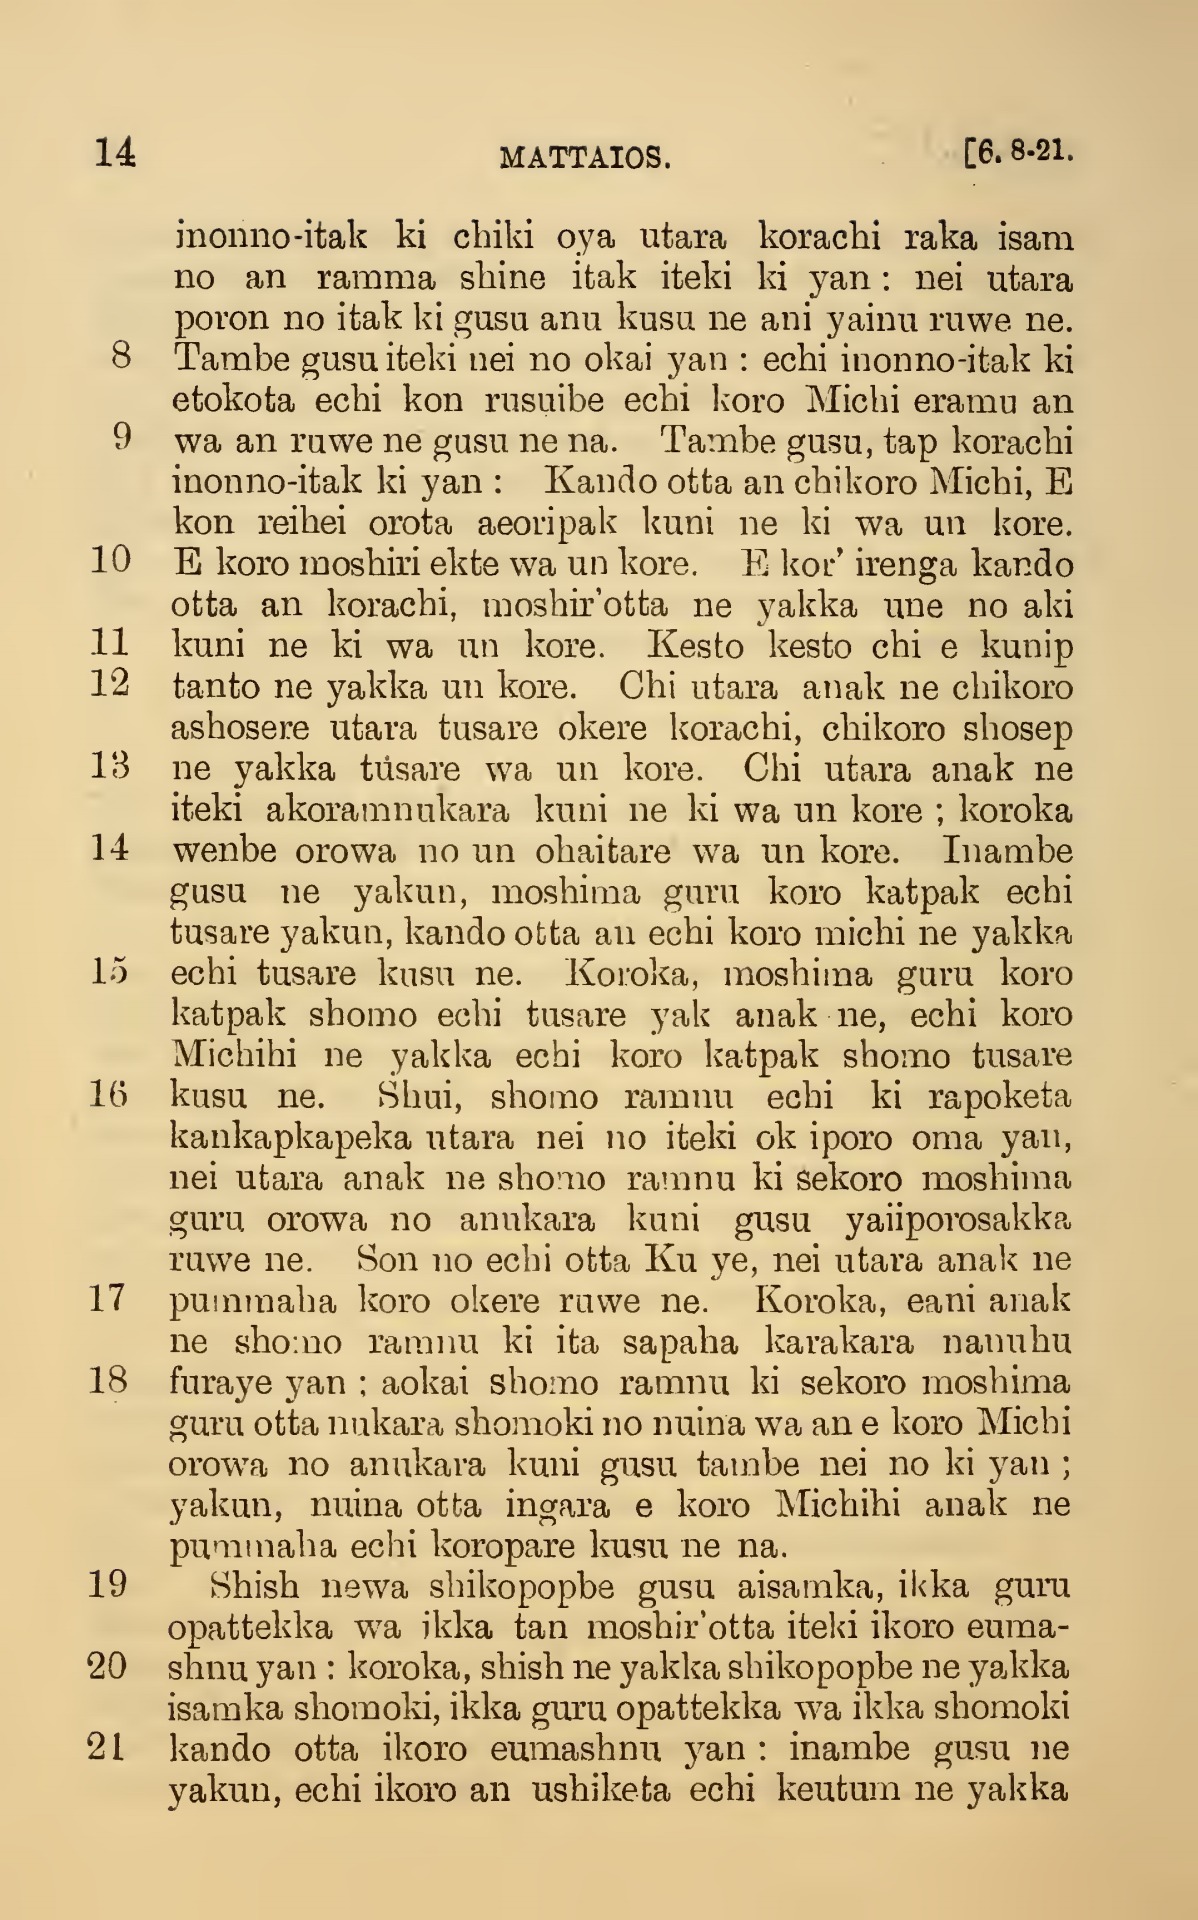 14 MATTAIOS. [6. 8-21.
inonno-itak ki chiki oya utara korachi raka isam
no an ramma shine itak iteki ki yan : nei utara
poron no itak ki gusu anu kusu ne ani yainu ruwe ne.
8 Tambe gusu iteki nei no okai yan : echi inonno-itak ki
etokota echi kon rusuibe echi koro Michi eramu an
9 wa an ruwe ne gusu ne na. Tambe gusu, tap korachi
inonno-itak ki yan : Kando otta an chikoro Michi, E
kon reihei orota aeoripak kuni ne ki wa un kore.
10 E koro moshiri ekte wa un kore. E kor' irenga kando
otta an korachi, moshir'otta ne yakka une no aki
11 kuni ne ki wa un kore. Kesto kesto chi e kunip
12 tanto ne yakka un kore. Chi utara anak ne chikoro
ashosere utara tusare okere korachi, chikoro shosep
13 ne yakka tusare wa un kore. Chi utara anak ne
iteki akoramnukara kuni ne ki wa un kore ; koroka
14 wenbe orowa no un ohaitare wa un kore. Inambe
gusu ne yakun, moshima guru koro katpak echi
tusare yakun, kando otta an echi koro michi ne yakka
15 echi tusare kusu ne. Koroka, moshima guru koro
katpak shomo echi tusare yak anak ne, echi koro
Michihi ne yakka echi koro katpak shomo tusare
16 kusu ne. Shui, shomo ramnu echi ki rapoketa
kankapkapeka utara nei no iteki ok iporo oma yan,
nei utara anak ne shomo ramnu ki sekoro moshima
guru orowa no anukara kuni gusu yaiiporosakka
ruwe ne. Son no echi otta Ku ye, nei utara anak ne
17 pummaha koro okere ruwe ne. Koroka, eani anak
ne shomo ramnu ki ita sapaha karakara nanuhu
18 furaye yan ; aokai shomo ramnu ki sekoro moshima
guru otta nukara shomoki no nuina wa an e koro Michi
orowa no anukara kuni gusu tambe nei no ki yan ;
yakun, nuina otta ingara e koro Michihi anak ne
pummaha echi koropare kusu ne na.
19 Shish newa shikopopbe gusu aisamka, ikka guru
opattekka wa ikka tan moshir'otta iteki ikoro euma-
20 shnu yan : koroka, shish ne yakka shikopopbe ne yakka
isamka shomoki, ikka guru opattekka wa ikka shomoki
21 kando otta ikoro eumashnu yan : inambe gusu ne
yakun, echi ikoro an ushiketa echi keutum ne yakka